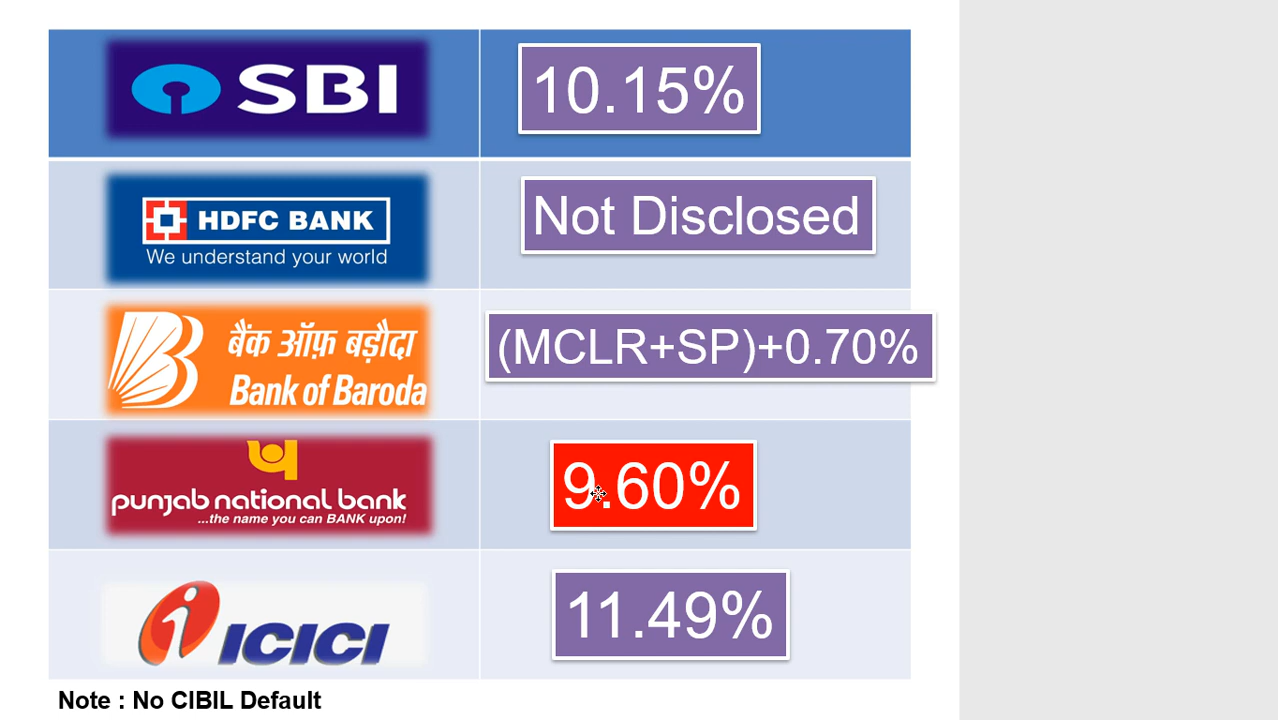 SBI
10.15%
HDFC BANK
We understand your world
Not Disclosed
बैंक ऑफ़ बड़ौदा
Bank of Baroda
(MCLR+SP)+0.70%
punjab national bank
...the name you can BANK upon!
9.60%
ICICI
11.49%
Note : No CIBIL Default